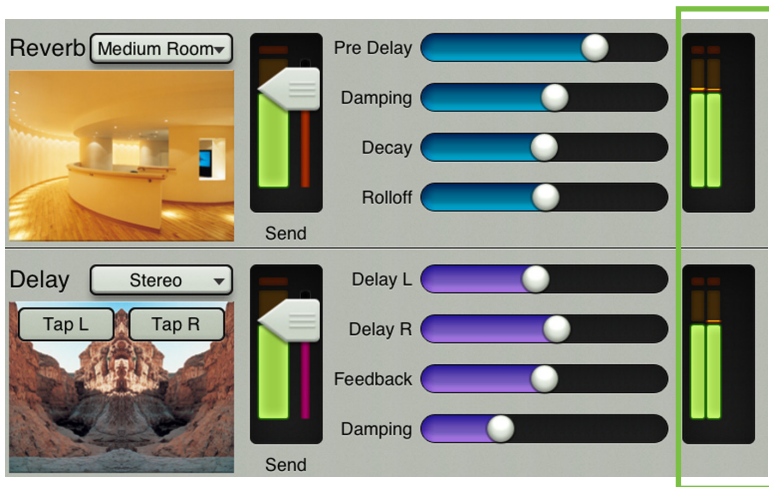 Reverb Medium Room
Pre Delay
Damping
Decay
Rolloff
Send
Delay Stereo
Tap L Tap R
Delay L
Delay R
Feedback
Damping
Send